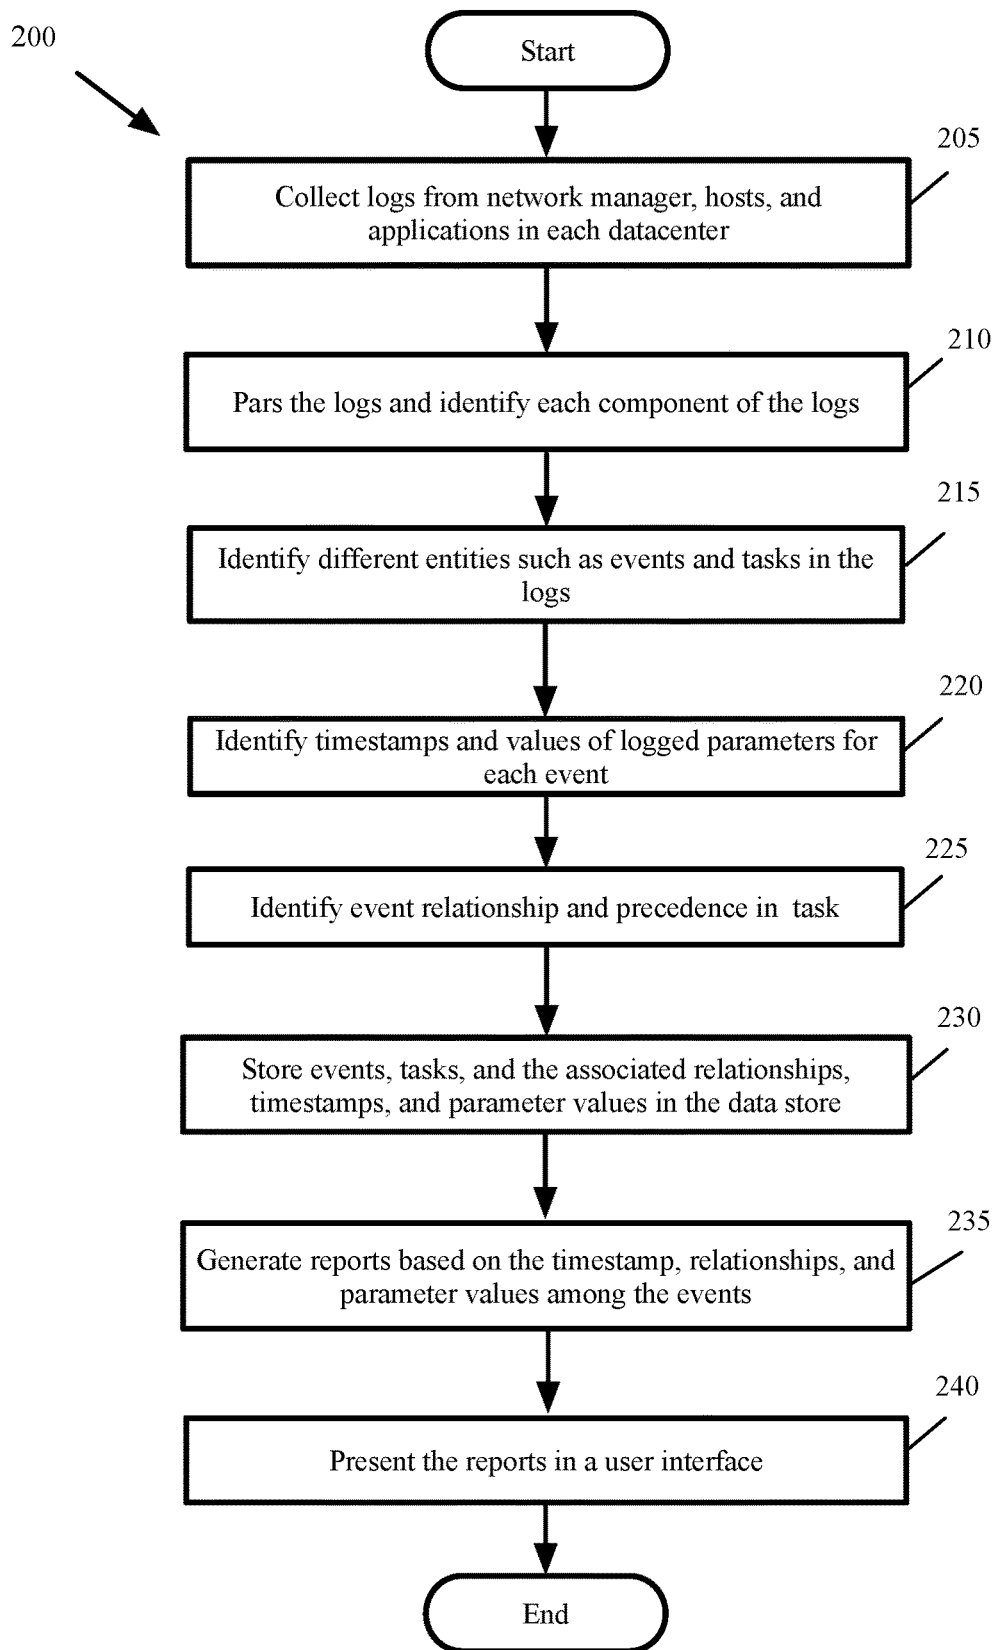 200
Start
205
Collect logs from network manager, hosts, and
applications in each datacenter
210
Pars the logs and identify each component of the logs
215
Identify different entities such as events and tasks in the
logs
220
Identify timestamps and values of logged parameters for
each event
225
Identify event relationship and precedence in task
230
Store events, tasks, and the associated relationships,
timestamps, and parameter values in the data store
235
Generate reports based on the timestamp, relationships, and
parameter values among the events
240
Present the reports in a user interface
End